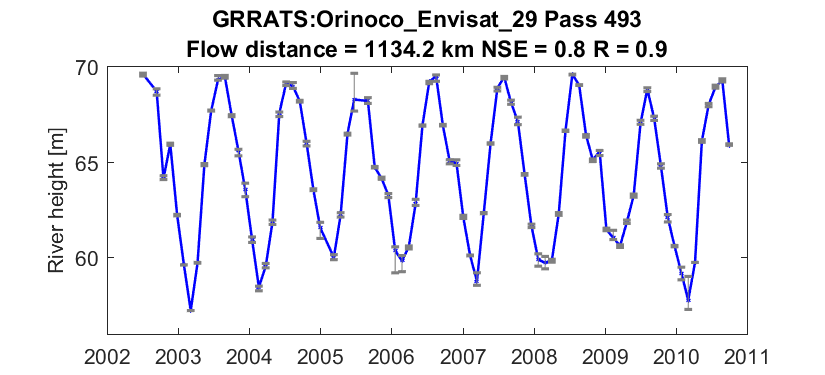 GRRATS:Orinoco_Envisat_29 Pass 493
Flow distance = 1134.2 km NSE = 0.8 R = 0.9
70
65
60
River height [m]
2002 2003 2004 2005 2006 2007 2008 2009 2010 2011